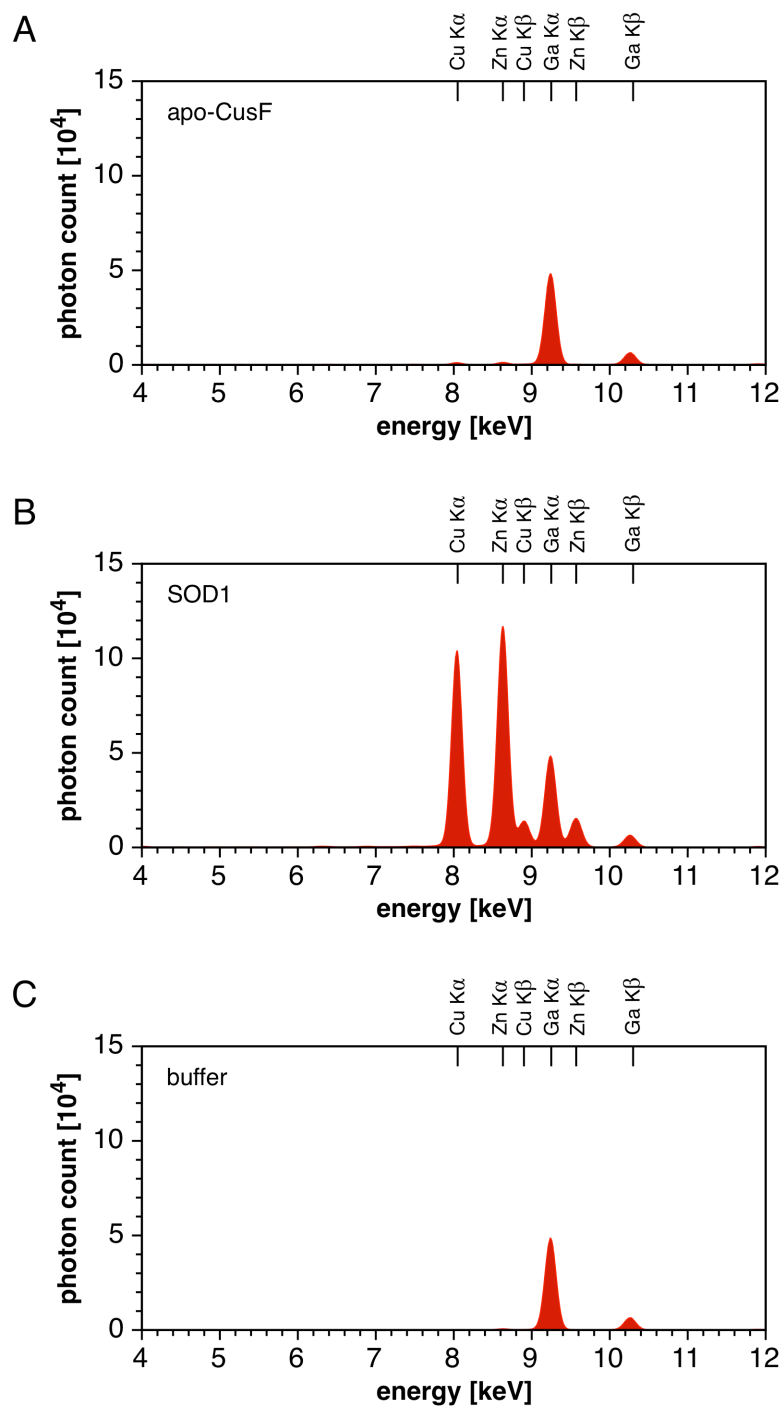 A
Cu Kα
Zn Kα
Cu Kβ
Ga Kα
Zn Kβ
Ga Kβ
apo-CusF
photon count [10⁴]
15
10
5
0
4 5 6 7 8 9 10 11 12
energy [keV]
B
Cu Kα
Zn Kα
Cu Kβ
Ga Kα
Zn Kβ
Ga Kβ
SOD1
photon count [10⁴]
15
10
5
0
4 5 6 7 8 9 10 11 12
energy [keV]
C
Cu Kα
Zn Kα
Cu Kβ
Ga Kα
Zn Kβ
Ga Kβ
buffer
photon count [10⁴]
15
10
5
0
4 5 6 7 8 9 10 11 12
energy [keV]